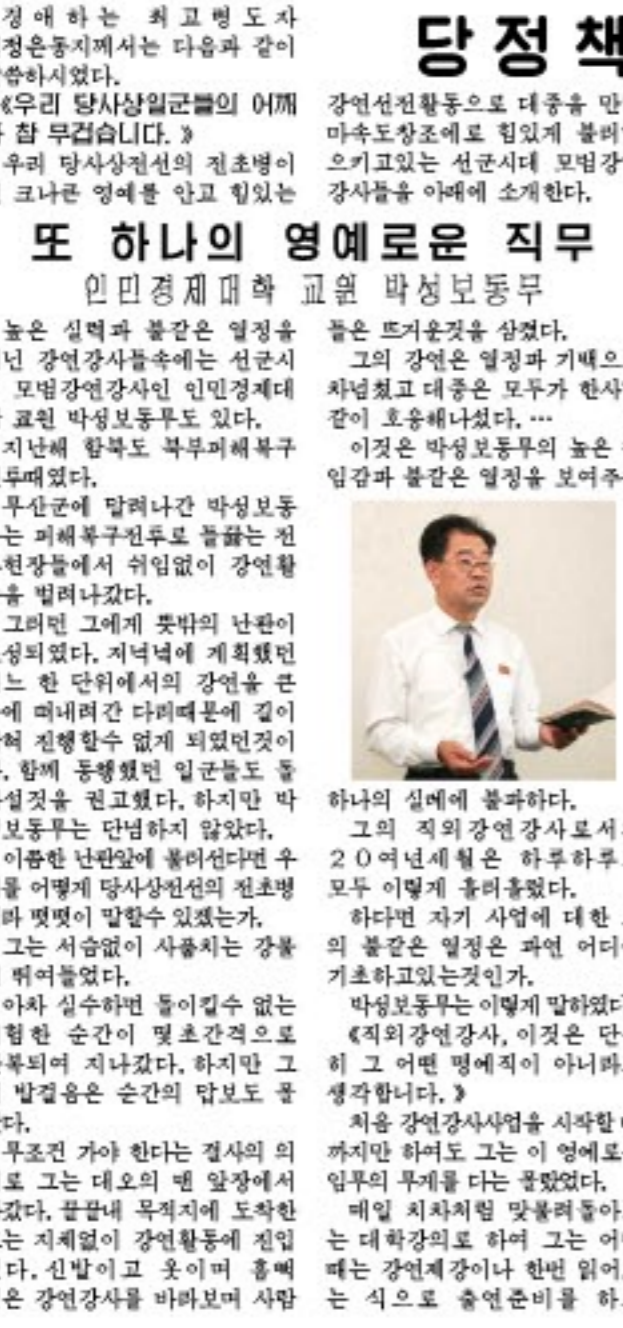 경애하는 최고령도자
정은동지께서는 다음과 같이
씀하시였다.
《우리 당사상일군들의 어깨
참 무겁습니다. 》
우리 당사상전선의 전초병이
크나큰 영예를 안고 힘있는
당정책
강연선전활동으로 대중을 만
마속도창조에로 힘있게 불러
으키고있는 선군시대 모범강
강사들을 아래에 소개한다.
또 하나의 영예로운 직무
인민경제대학 교원 박성보동무
높은 실력과 불같은 열정을
닌 강연강사들속에는 선군시
모범강연강사인 인민경제대
교원 박성보동무도 있다.
지난해 함북도 북부피해복구
투때였다.
무산군에 달려나간 박성보동
는 피해복구전투로 들끓는 전
현장들에서 쉬임없이 강연활
을 벌려나갔다.
그러던 그에게 뜻밖의 난관이
성되였다. 저녁녘에 계획했던
느 한 단위에서의 강연을 큰
에 떠내려간 다리때문에 길이
혀 진행할수 없게 되였던것이
. 함께 동행했던 일군들도 돌
설것을 권고했다. 하지만 박
보동무는 단념하지 않았다.
이쯤한 난관앞에 물러선다면 우
를 어떻게 당사상전선의 전초병
라 떳떳이 말할수 있겠는가.
그는 서슴없이 사품치는 강물
뛰여들었다.
아차 실수하면 돌이킬수 없는
험한 순간이 몇초간격으로
복되여 지나갔다. 하지만 그
발걸음은 순간의 답보도 몰
다.
무조건 가야 한다는 결사의 의
로 그는 대오의 맨 앞장에서
갔다. 끝끝내 목적지에 도착한
는 지체없이 강연활동에 진입
다. 신발이고 옷이며 흠뻑
은 강연강사를 바라보며 사람
들은 뜨거운것을 삼켰다.
그의 강연은 열정과 기백으
차넘쳤고 대중은 모두가 한사
같이 호응해나섰다. …
이것은 박성보동무의 높은
임감과 불같은 열정을 보여주
하나의 실례에 불과하다.
그의 직외강연강사로서
20여년세월은 하루하루
모두 이렇게 흘러흘렀다.
하다면 자기 사업에 대한
의 불같은 열정은 과연 어디
기초하고있는것인가.
박성보동무는 이렇게 말하였다
《직외강연강사, 이것은 단
히 그 어떤 명예직이 아니라
생각합니다. 》
처음 강연강사사업을 시작할
까지만 하여도 그는 이 영예로
임무의 무게를 다는 몰랐었다.
매일 치차처럼 맞물려돌아
는 대학강의로 하여 그는 어
때는 강연제강이나 한번 읽어
는 식으로 출연준비를 하